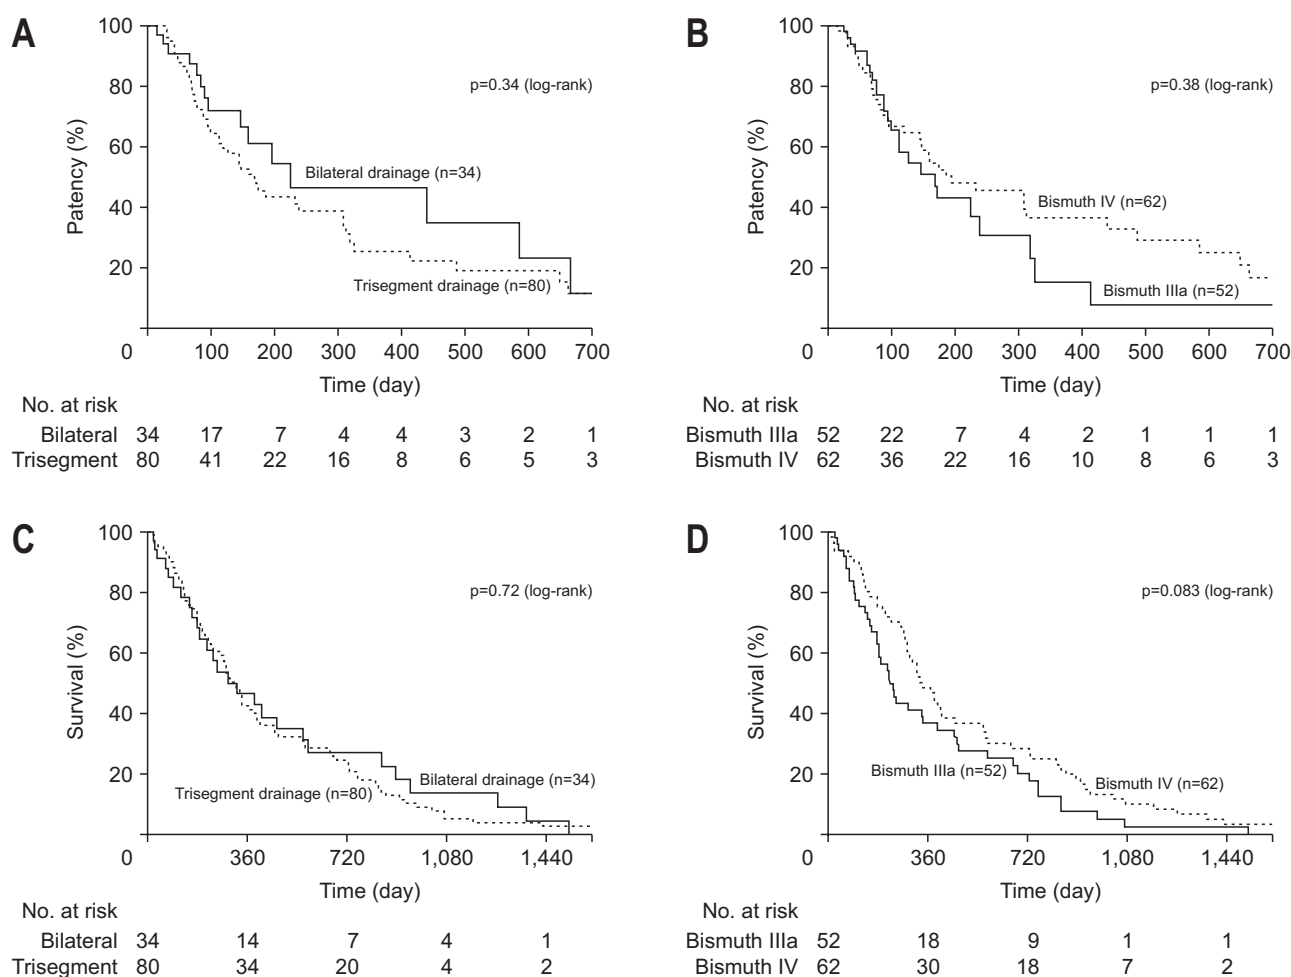 A
100
80
60
40
20
Patency (%)
p=0.34 (log-rank)
Bilateral drainage (n=34)
Trisegment drainage (n=80)
0 100 200 300 400 500 600 700
Time (day)
No. at risk
Bilateral 34 17 7 4 4 3 2 1
Trisegment 80 41 22 16 8 6 5 3
B
100
80
60
40
20
Patency (%)
p=0.38 (log-rank)
Bismuth IV (n=62)
Bismuth IIIa (n=52)
0 100 200 300 400 500 600 700
Time (day)
No. at risk
Bismuth IIIa 52 22 7 4 2 1 1 1
Bismuth IV 62 36 22 16 10 8 6 3
C
100
80
60
40
20
Survival (%)
p=0.72 (log-rank)
Bilateral drainage (n=34)
Trisegment drainage (n=80)
0 360 720 1,080 1,440
Time (day)
No. at risk
Bilateral 34 14 7 4 1
Trisegment 80 34 20 4 2
D
100
80
60
40
20
Survival (%)
p=0.083 (log-rank)
Bismuth IIIa (n=52)
Bismuth IV (n=62)
0 360 720 1,080 1,440
Time (day)
No. at risk
Bismuth IIIa 52 18 9 1 1
Bismuth IV 62 30 18 7 2